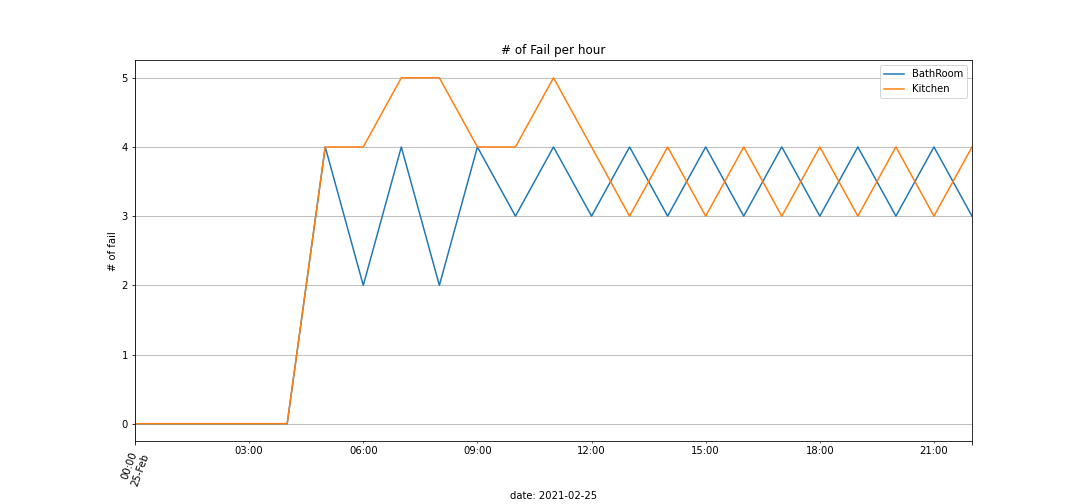 # of Fail per hour
BathRoom
Kitchen
# of fail
5
4
3
2
1
0
00:00
25-Feb
03:00
06:00
09:00
12:00
15:00
18:00
21:00
date: 2021-02-25